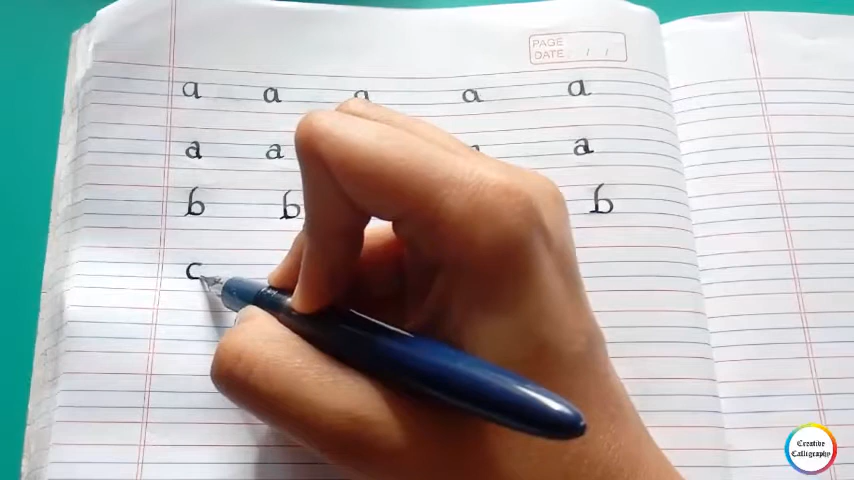 PAGE
DATE / /
a a a a a
a a a
b b b
c
Creative
Calligraphy